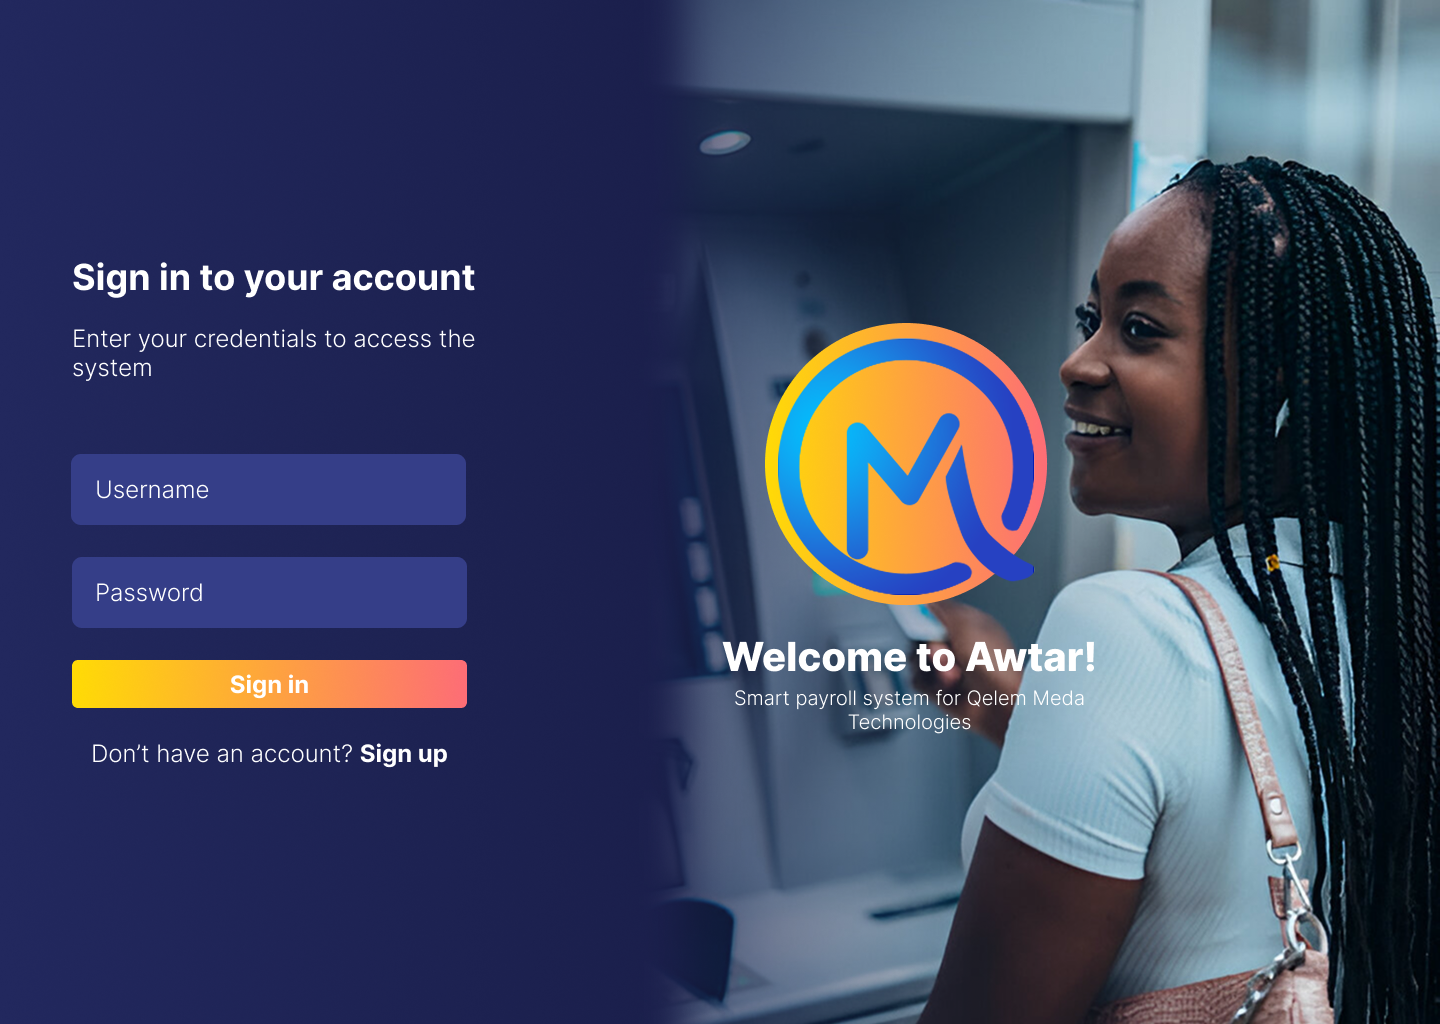 Sign in to your account
Enter your credentials to access the
system
Username
Password
Sign in
Don’t have an account? Sign up
Welcome to Awtar!
Smart payroll system for Qelem Meda
Technologies